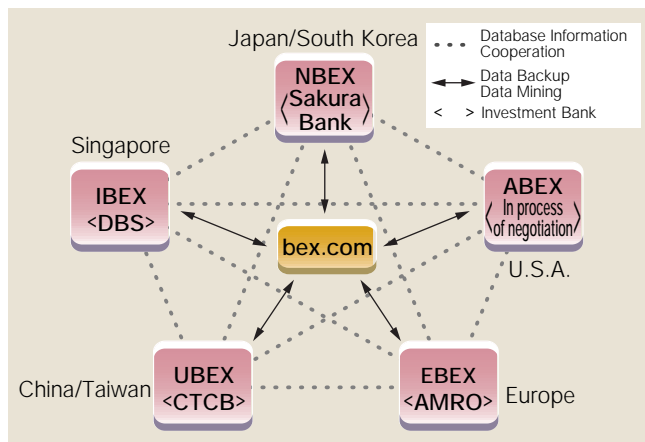 Japan/South Korea
Database Information
Cooperation
Data Backup
Data Mining
< > Investment Bank
NBEX
<Sakura
Bank>
Singapore
IBEX
<DBS>
ABEX
<In process
of negotiation>
U.S.A.
bex.com
China/Taiwan
UBEX
<CTCB>
EBEX
<AMRO>
Europe